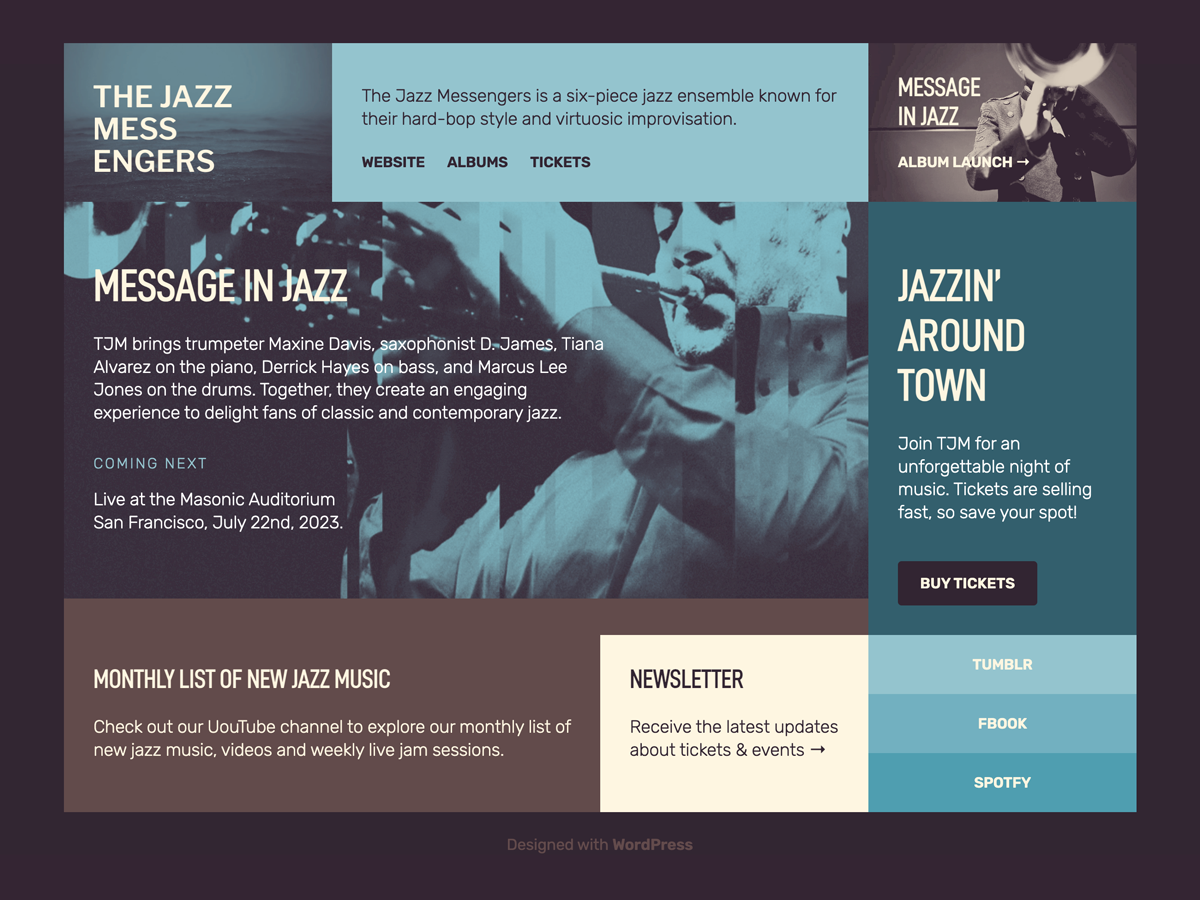 THE JAZZ
MESS
ENGERS
The Jazz Messengers is a six-piece jazz ensemble known for
their hard-bop style and virtuosic improvisation.
WEBSITE ALBUMS TICKETS
MESSAGE
IN JAZZ
ALBUM LAUNCH →
MESSAGE IN JAZZ
TJM brings trumpeter Maxine Davis, saxophonist D. James, Tiana
Alvarez on the piano, Derrick Hayes on bass, and Marcus Lee
Jones on the drums. Together, they create an engaging
experience to delight fans of classic and contemporary jazz.
COMING NEXT
Live at the Masonic Auditorium
San Francisco, July 22nd, 2023.
JAZZIN’
AROUND
TOWN
Join TJM for an
unforgettable night of
music. Tickets are selling
fast, so save your spot!
BUY TICKETS
MONTHLY LIST OF NEW JAZZ MUSIC
Check out our UouTube channel to explore our monthly list of
new jazz music, videos and weekly live jam sessions.
NEWSLETTER
Receive the latest updates
about tickets & events →
TUMBLR
FBOOK
SPOTFY
Designed with WordPress